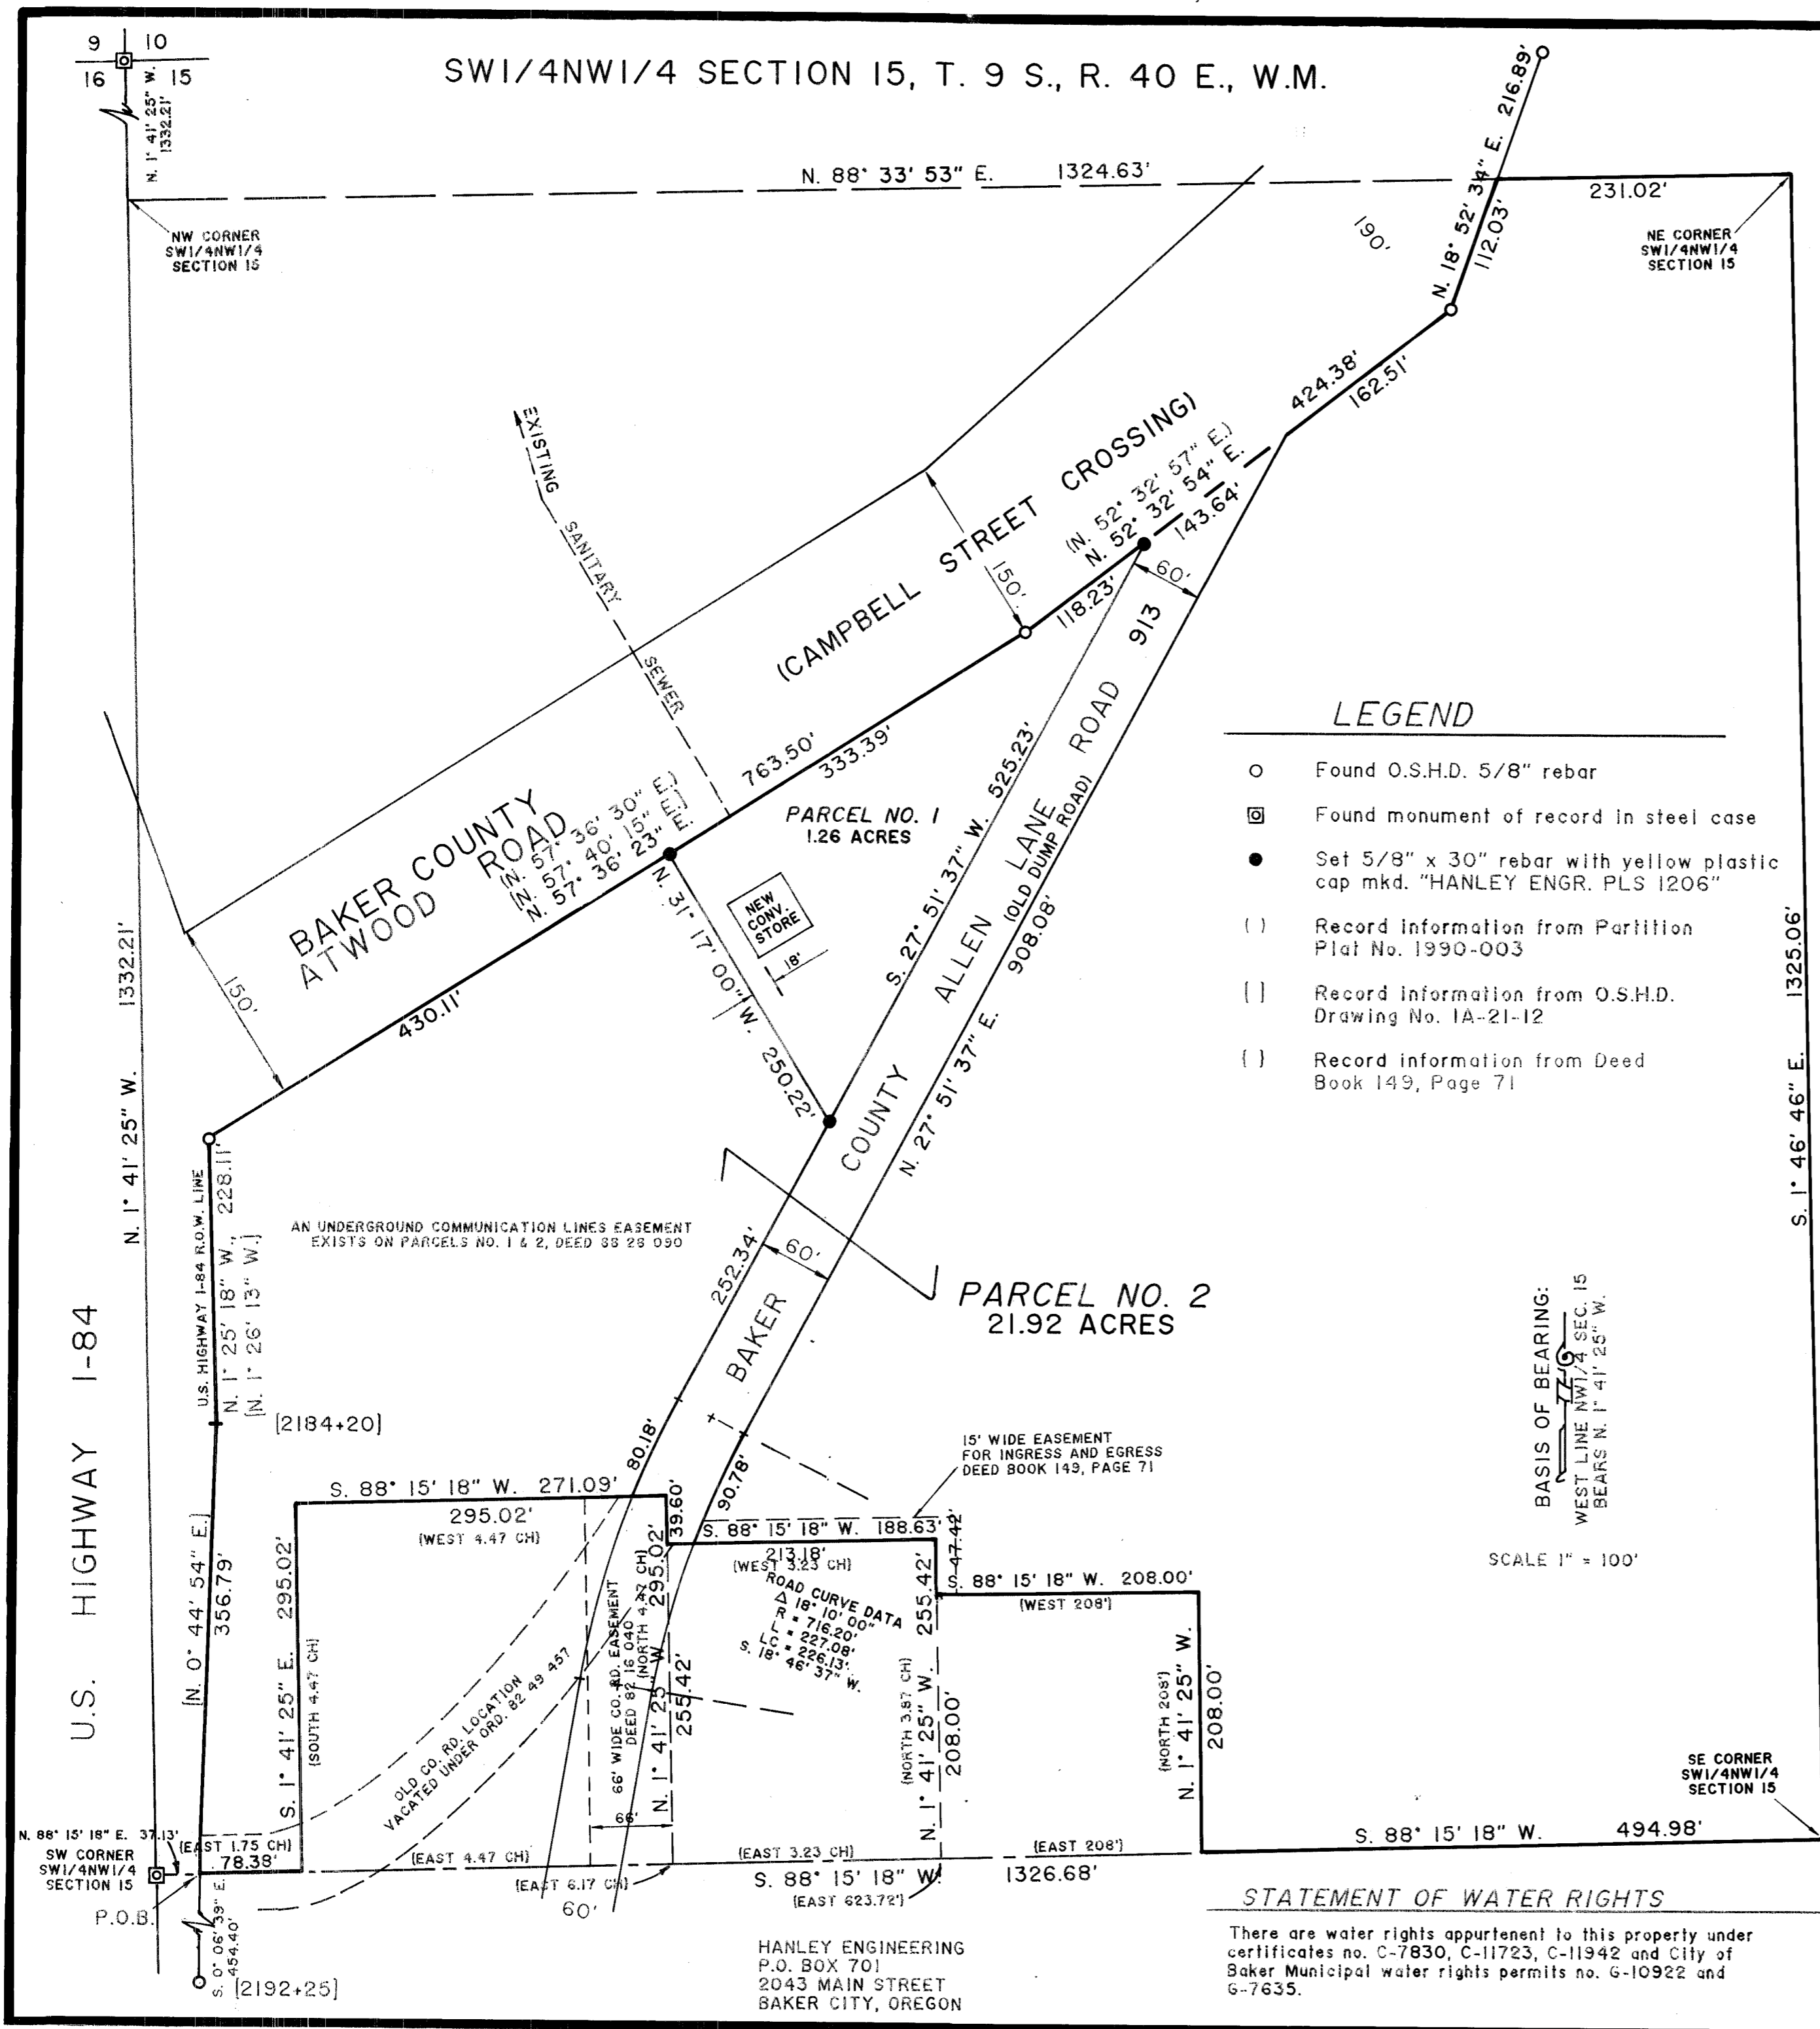 9 10
16 15
N. 1° 41' 25" W.
1332.21'
SW1/4NW1/4 SECTION 15, T. 9 S., R. 40 E., W.M.
N. 88° 33' 53" E. 1324.63'
N. 18° 52' 34" E. 216.89'
112.03'
231.02'
190'
NW CORNER
SW1/4NW1/4
SECTION 15
NE CORNER
SW1/4NW1/4
SECTION 15
424.38'
162.51'
EXISTING SANITARY SEWER
(CAMPBELL STREET CROSSING)
(N. 52° 32' 57" E.)
N. 52° 32' 54" E.
143.64'
150'
118.23'
60'
763.50'
333.39'
BAKER COUNTY
ATWOOD ROAD
(N. 57° 36' 30" E.)
[N. 57° 40' 15" E.]
N. 57° 36' 23" E.
150'
430.11'
PARCEL NO. 1
1.26 ACRES
NEW
CONV.
STORE
18'
N. 31° 17' 00" W. 250.22'
S. 27° 51' 37" W. 525.23'
BAKER COUNTY ALLEN LANE ROAD 913
(OLD DUMP ROAD)
N. 27° 51' 37" E. 908.08'
LEGEND
Found O.S.H.D. 5/8" rebar
Found monument of record in steel case
Set 5/8" x 30" rebar with yellow plastic
cap mkd. "HANLEY ENGR. PLS 1206"
( ) Record information from Partition
Plat No. 1990-003
[ ] Record information from O.S.H.D.
Drawing No. 1A-21-12
{ } Record information from Deed
Book 149, Page 71
N. 1° 41' 25" W. 1332.21'
S. 1° 46' 46" E. 1325.06'
U.S. HIGHWAY I-84
U.S. HIGHWAY I-84 R.O.W. LINE
N. 1° 25' 18" W., 228.11'
[N. 1° 26' 13" W.]
AN UNDERGROUND COMMUNICATION LINES EASEMENT
EXISTS ON PARCELS NO. 1 & 2, DEED 88 28 090
252.34'
60'
PARCEL NO. 2
21.92 ACRES
[2184+20]
80.18'
90.78'
15' WIDE EASEMENT
FOR INGRESS AND EGRESS
DEED BOOK 149, PAGE 71
BASIS OF BEARING:
WEST LINE NW1/4 SEC. 15
BEARS N. 1° 41' 25" W.
SCALE 1" = 100'
S. 88° 15' 18" W. 271.09'
295.02'
(WEST 4.47 CH)
39.60'
S. 88° 15' 18" W. 188.63'
213.18'
(WEST 3.23 CH)
47.42'
S. 88° 15' 18" W. 208.00'
(WEST 208')
[N. 0° 44' 54" E.]
356.79'
S. 1° 41' 25" E. 295.02'
(SOUTH 4.47 CH)
OLD CO. RD. LOCATION
VACATED UNDER ORD. 82 49 457
66' WIDE CO. RD. EASEMENT
DEED 82 16 040
(NORTH 4.47 CH)
N. 1° 41' 25" W. 295.02'
255.42'
66'
ROAD CURVE DATA
Δ 18° 10' 00"
R = 716.20'
L = 227.08'
LC = 226.13'
S. 18° 46' 37" W.
(NORTH 3.87 CH)
N. 1° 41' 25" W. 255.42'
208.00'
(NORTH 208')
N. 1° 41' 25" W.
208.00'
SE CORNER
SW1/4NW1/4
SECTION 15
N. 88° 15' 18" E. 37.13'
SW CORNER
SW1/4NW1/4
SECTION 15
P.O.B.
(EAST 1.75 CH)
78.38'
(EAST 4.47 CH)
(EAST 3.23 CH)
(EAST 208')
S. 88° 15' 18" W. 494.98'
(EAST 6.17 CH)
S. 88° 15' 18" W. 1326.68'
(EAST 623.72')
60'
S. 0° 06' 39" E.
454.40'
[2192+25]
HANLEY ENGINEERING
P.O. BOX 701
2043 MAIN STREET
BAKER CITY, OREGON
STATEMENT OF WATER RIGHTS
There are water rights appurtenent to this property under
certificates no. C-7830, C-11723, C-11942 and City of
Baker Municipal water rights permits no. G-10922 and
G-7635.